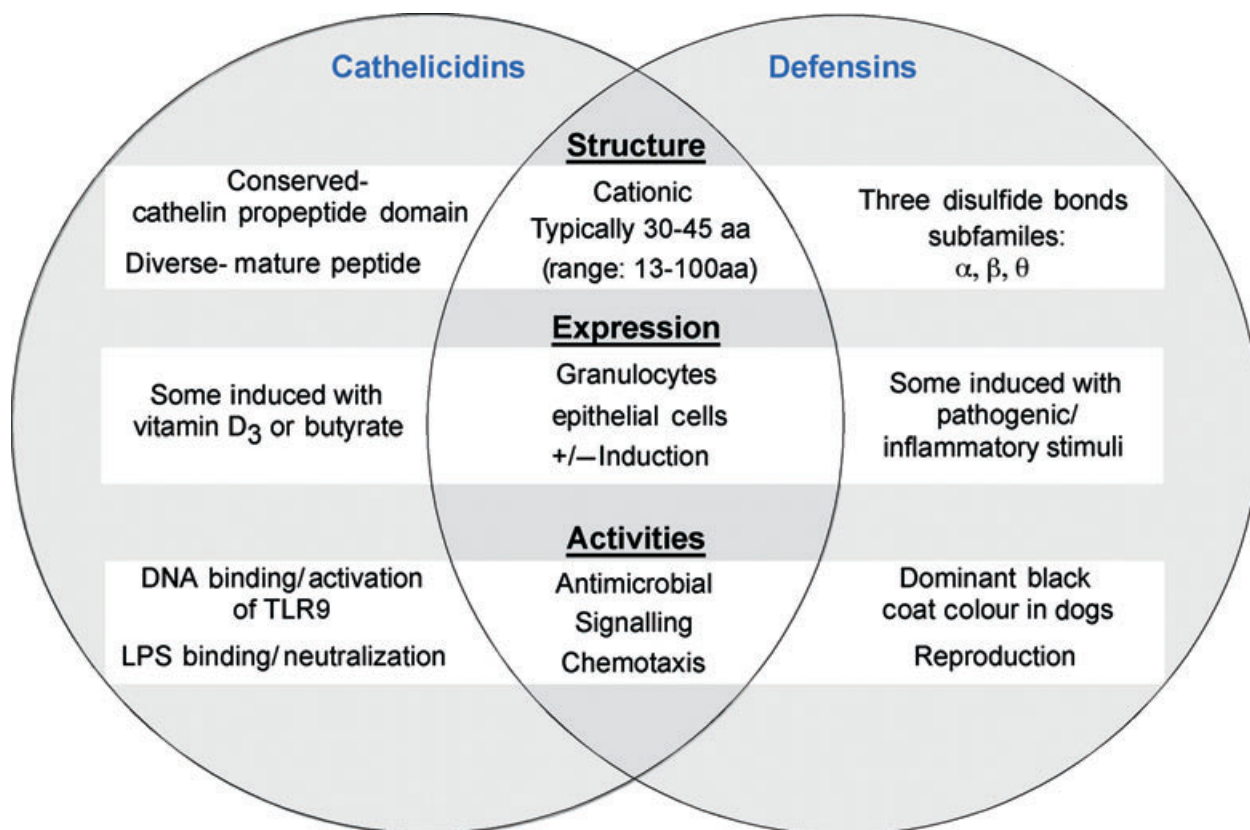 Cathelicidins
Defensins
Structure
Conserved-
cathelin propeptide domain
Diverse- mature peptide
Cationic
Typically 30-45 aa
(range: 13-100aa)
Three disulfide bonds
subfamiles:
α, β, θ
Expression
Some induced with
vitamin D3 or butyrate
Granulocytes
epithelial cells
+/–Induction
Some induced with
pathogenic/
inflammatory stimuli
Activities
DNA binding/activation
of TLR9
LPS binding/neutralization
Antimicrobial
Signalling
Chemotaxis
Dominant black
coat colour in dogs
Reproduction